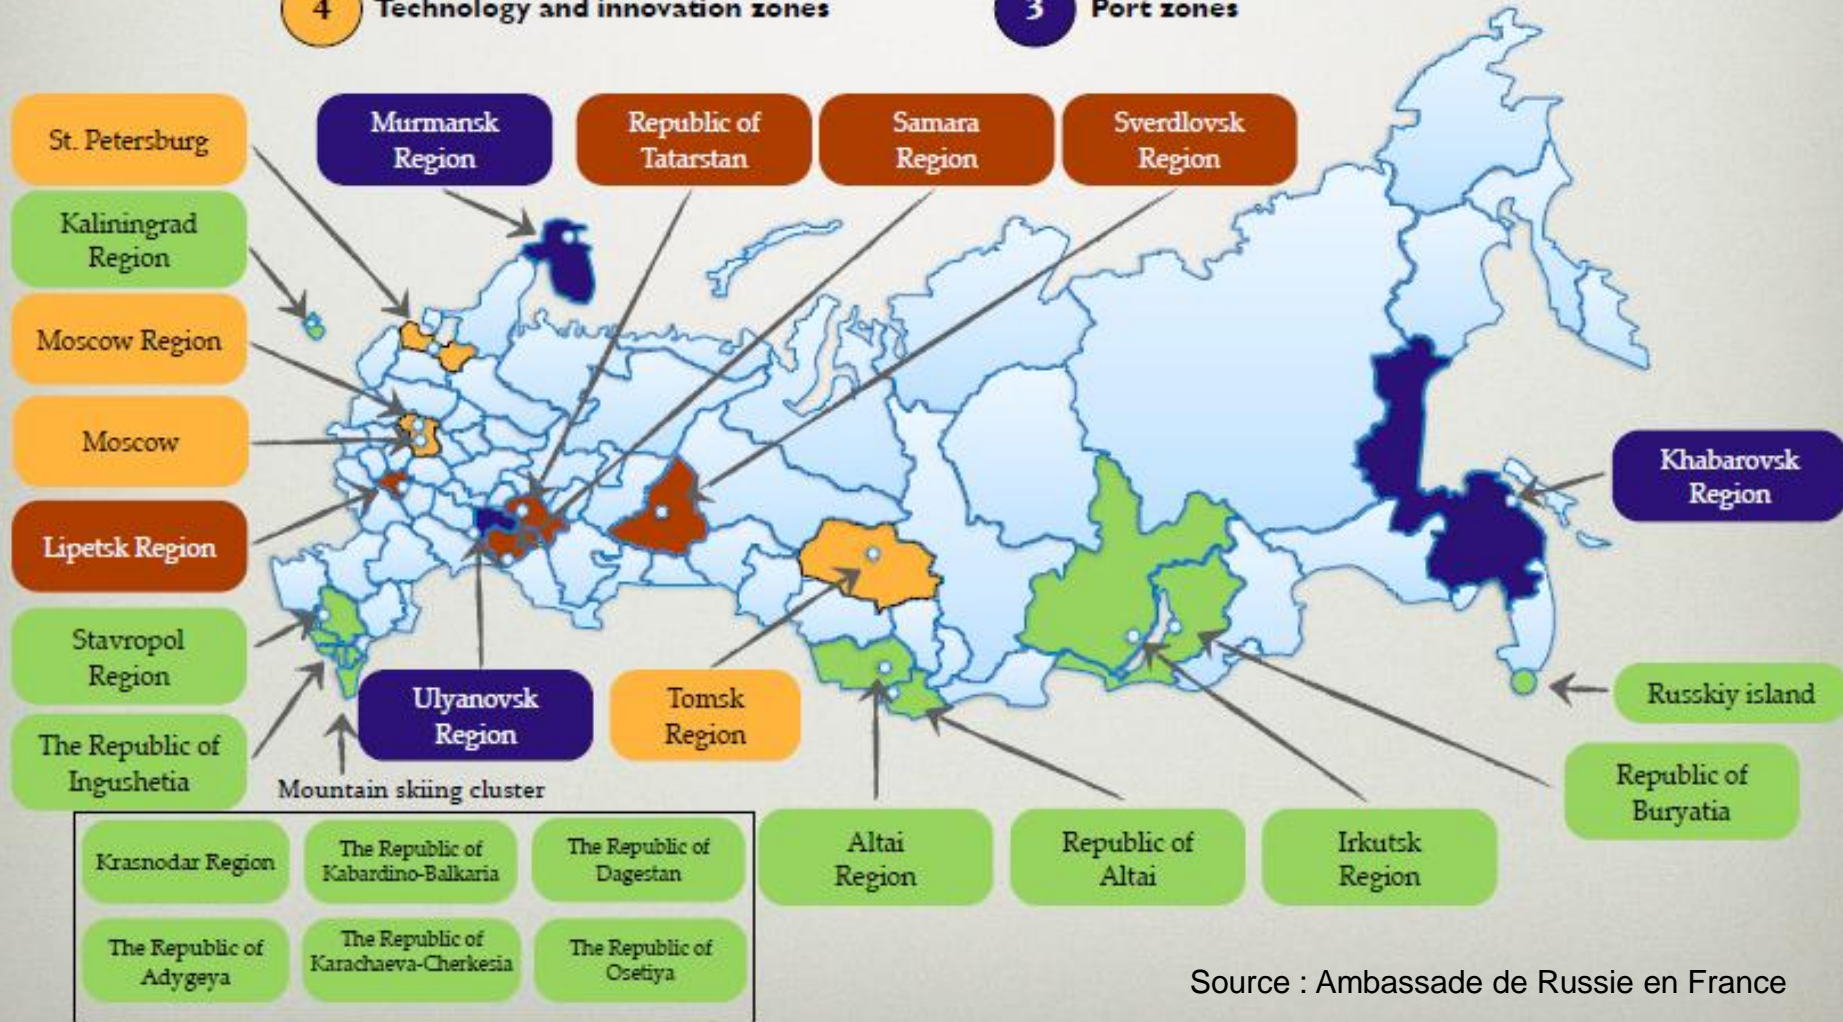 4 Technology and innovation zones
3 Port zones
St. Petersburg
Murmansk
Region
Republic of
Tatarstan
Samara
Region
Sverdlovsk
Region
Kaliningrad
Region
Moscow Region
Moscow
Lipetsk Region
Khabarovsk
Region
Stavropol
Region
Ulyanovsk
Region
Tomsk
Region
Russkiy island
The Republic of
Ingushetia
Mountain skiing cluster
Republic of
Buryatia
Krasnodar Region
The Republic of
Kabardino-Balkaria
The Republic of
Dagestan
Altai
Region
Republic of
Altai
Irkutsk
Region
The Republic of
Adygeya
The Republic of
Karachaeva-Cherkesia
The Republic of
Osetiya
Source : Ambassade de Russie en France